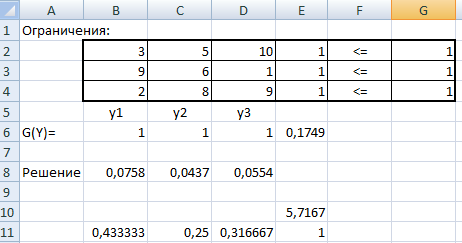 A B C D E F G
1 Ограничения:
2 3 5 10 1 <= 1
3 9 6 1 1 <= 1
4 2 8 9 1 <= 1
5 y1 y2 y3
6 G(Y)= 1 1 1 0,1749
7
8 Решение 0,0758 0,0437 0,0554
9
10 5,7167
11 0,433333 0,25 0,316667 1